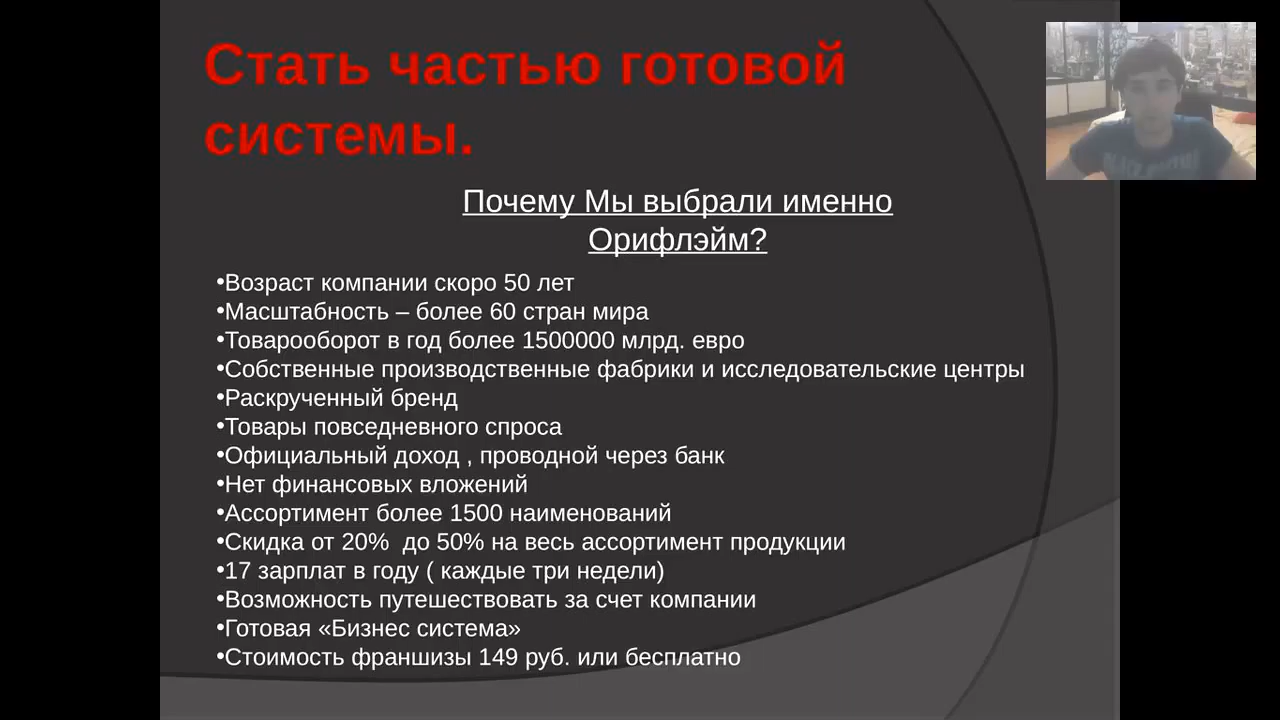 Стать частью готовой
системы.
Почему Мы выбрали именно
Орифлэйм?
•Возраст компании скоро 50 лет
•Масштабность – более 60 стран мира
•Товарооборот в год более 1500000 млрд. евро
•Собственные производственные фабрики и исследовательские центры
•Раскрученный бренд
•Товары повседневного спроса
•Официальный доход , проводной через банк
•Нет финансовых вложений
•Ассортимент более 1500 наименований
•Скидка от 20%  до 50% на весь ассортимент продукции
•17 зарплат в году ( каждые три недели)
•Возможность путешествовать за счет компании
•Готовая «Бизнес система»
•Стоимость франшизы 149 руб. или бесплатно